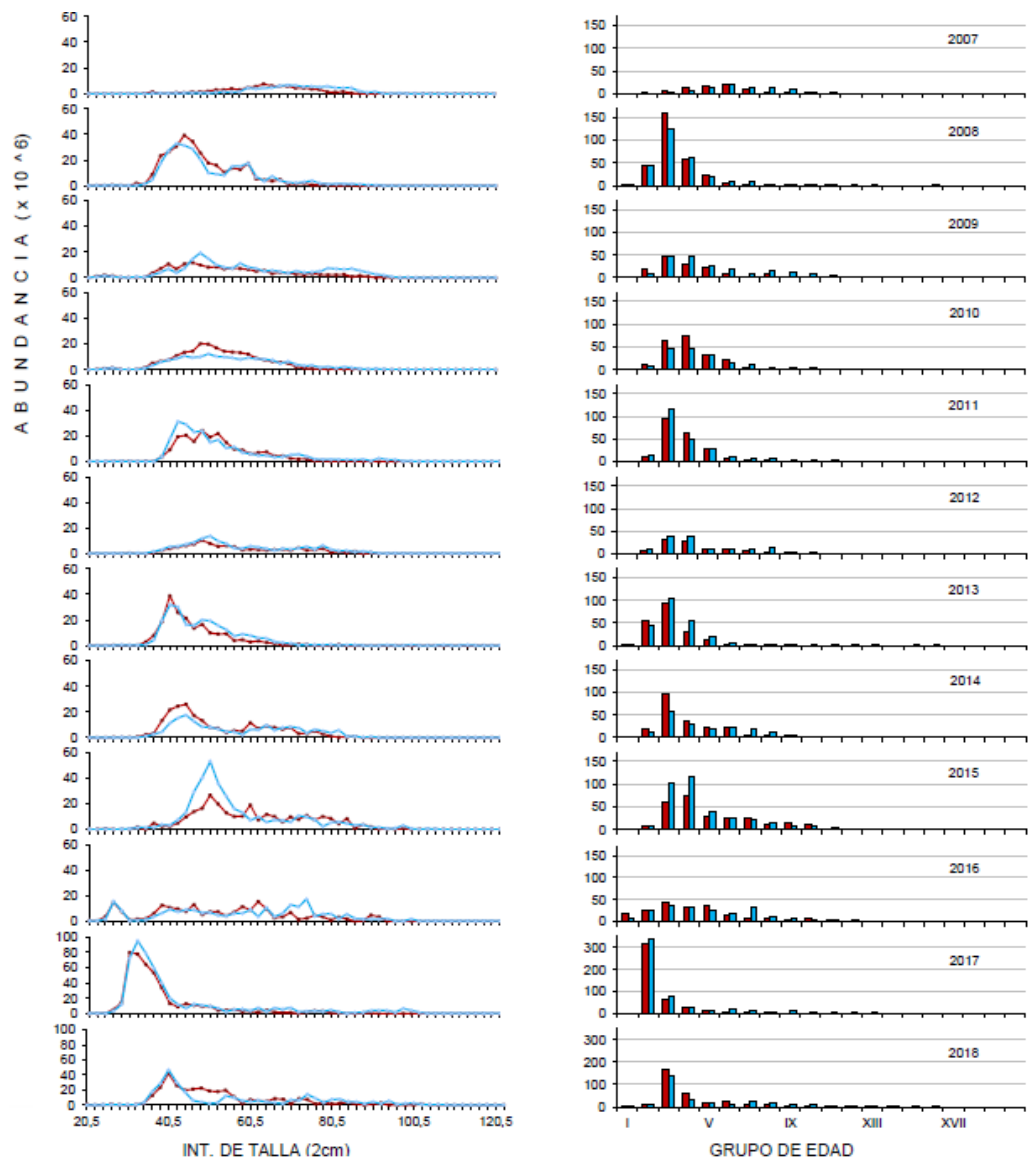 ABUNDANCIA (x 10 ^6)
60 40 20 0 150 100 50 0 2007
60 40 20 0 150 100 50 0 2008
60 40 20 0 150 100 50 0 2009
60 40 20 0 150 100 50 0 2010
60 40 20 0 150 100 50 0 2011
60 40 20 0 150 100 50 0 2012
60 40 20 0 150 100 50 0 2013
60 40 20 0 150 100 50 0 2014
60 40 20 0 150 100 50 0 2015
60 40 20 0 150 100 50 0 2016
100 80 60 40 20 0 300 200 100 0 2017
100 80 60 40 20 0 300 200 100 0 2018
20,5 40,5 60,5 80,5 100,5 120,5 I V IX XIII XVII
INT. DE TALLA (2cm) GRUPO DE EDAD